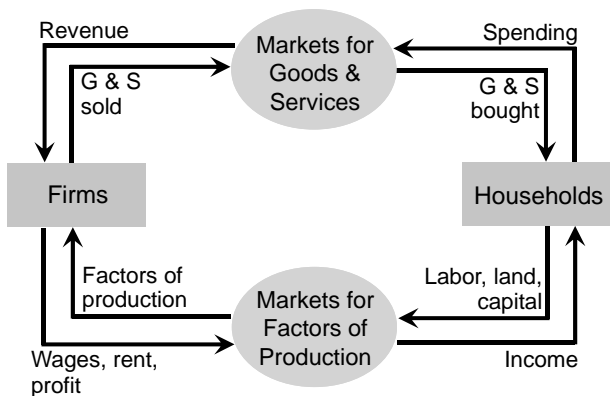 Revenue
Markets for
Goods &
Services
Spending
G & S
sold
G & S
bought
Firms
Households
Factors of
production
Markets for
Factors of
Production
Labor, land,
capital
Wages, rent,
profit
Income